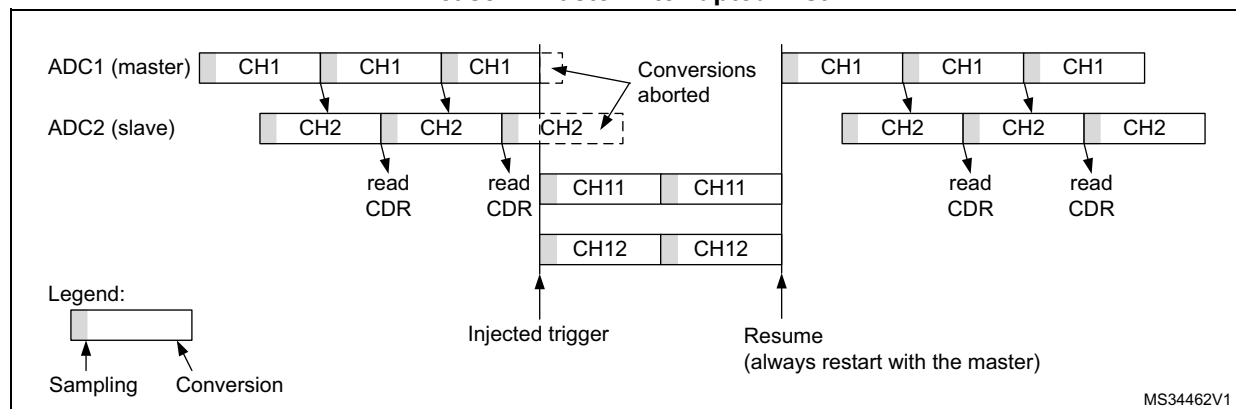 ADC1 (master) CH1 CH1 CH1 Conversions aborted CH1 CH1 CH1
ADC2 (slave) CH2 CH2 CH2 CH2 CH2 CH2
read CDR read CDR read CDR read CDR
CH11 CH11
CH12 CH12
Legend:
Injected trigger
Resume
(always restart with the master)
Sampling Conversion
MS34462V1